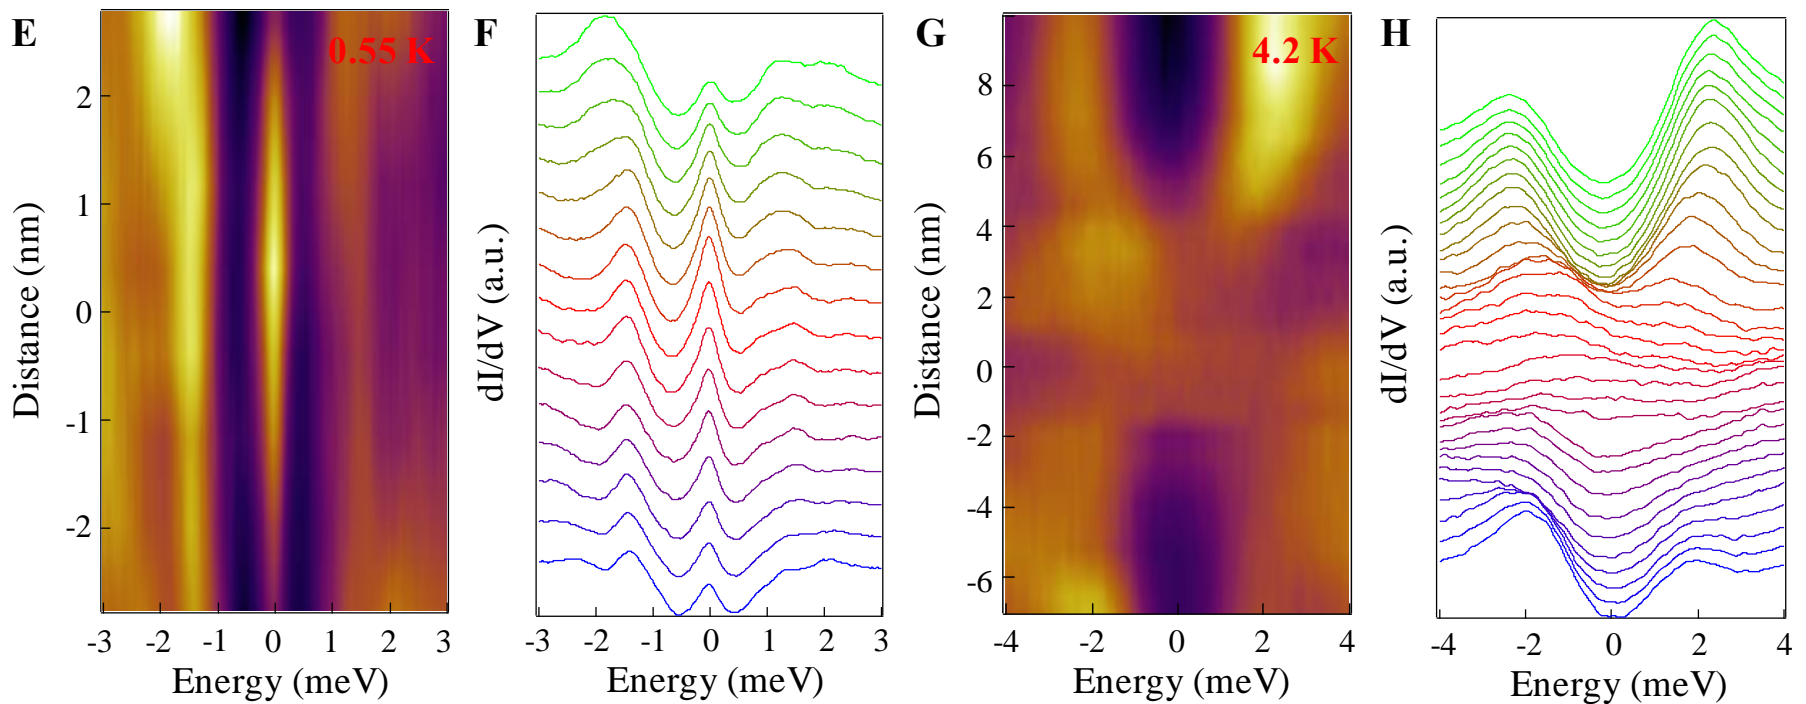 E
0.55 K
Distance (nm)
2
1
0
-1
-2
-3 -2 -1 0 1 2 3
Energy (meV)
F
dI/dV (a.u.)
-3 -2 -1 0 1 2 3
Energy (meV)
G
4.2 K
Distance (nm)
8
6
4
2
0
-2
-4
-6
-4 -2 0 2 4
Energy (meV)
H
dI/dV (a.u.)
-4 -2 0 2 4
Energy (meV)